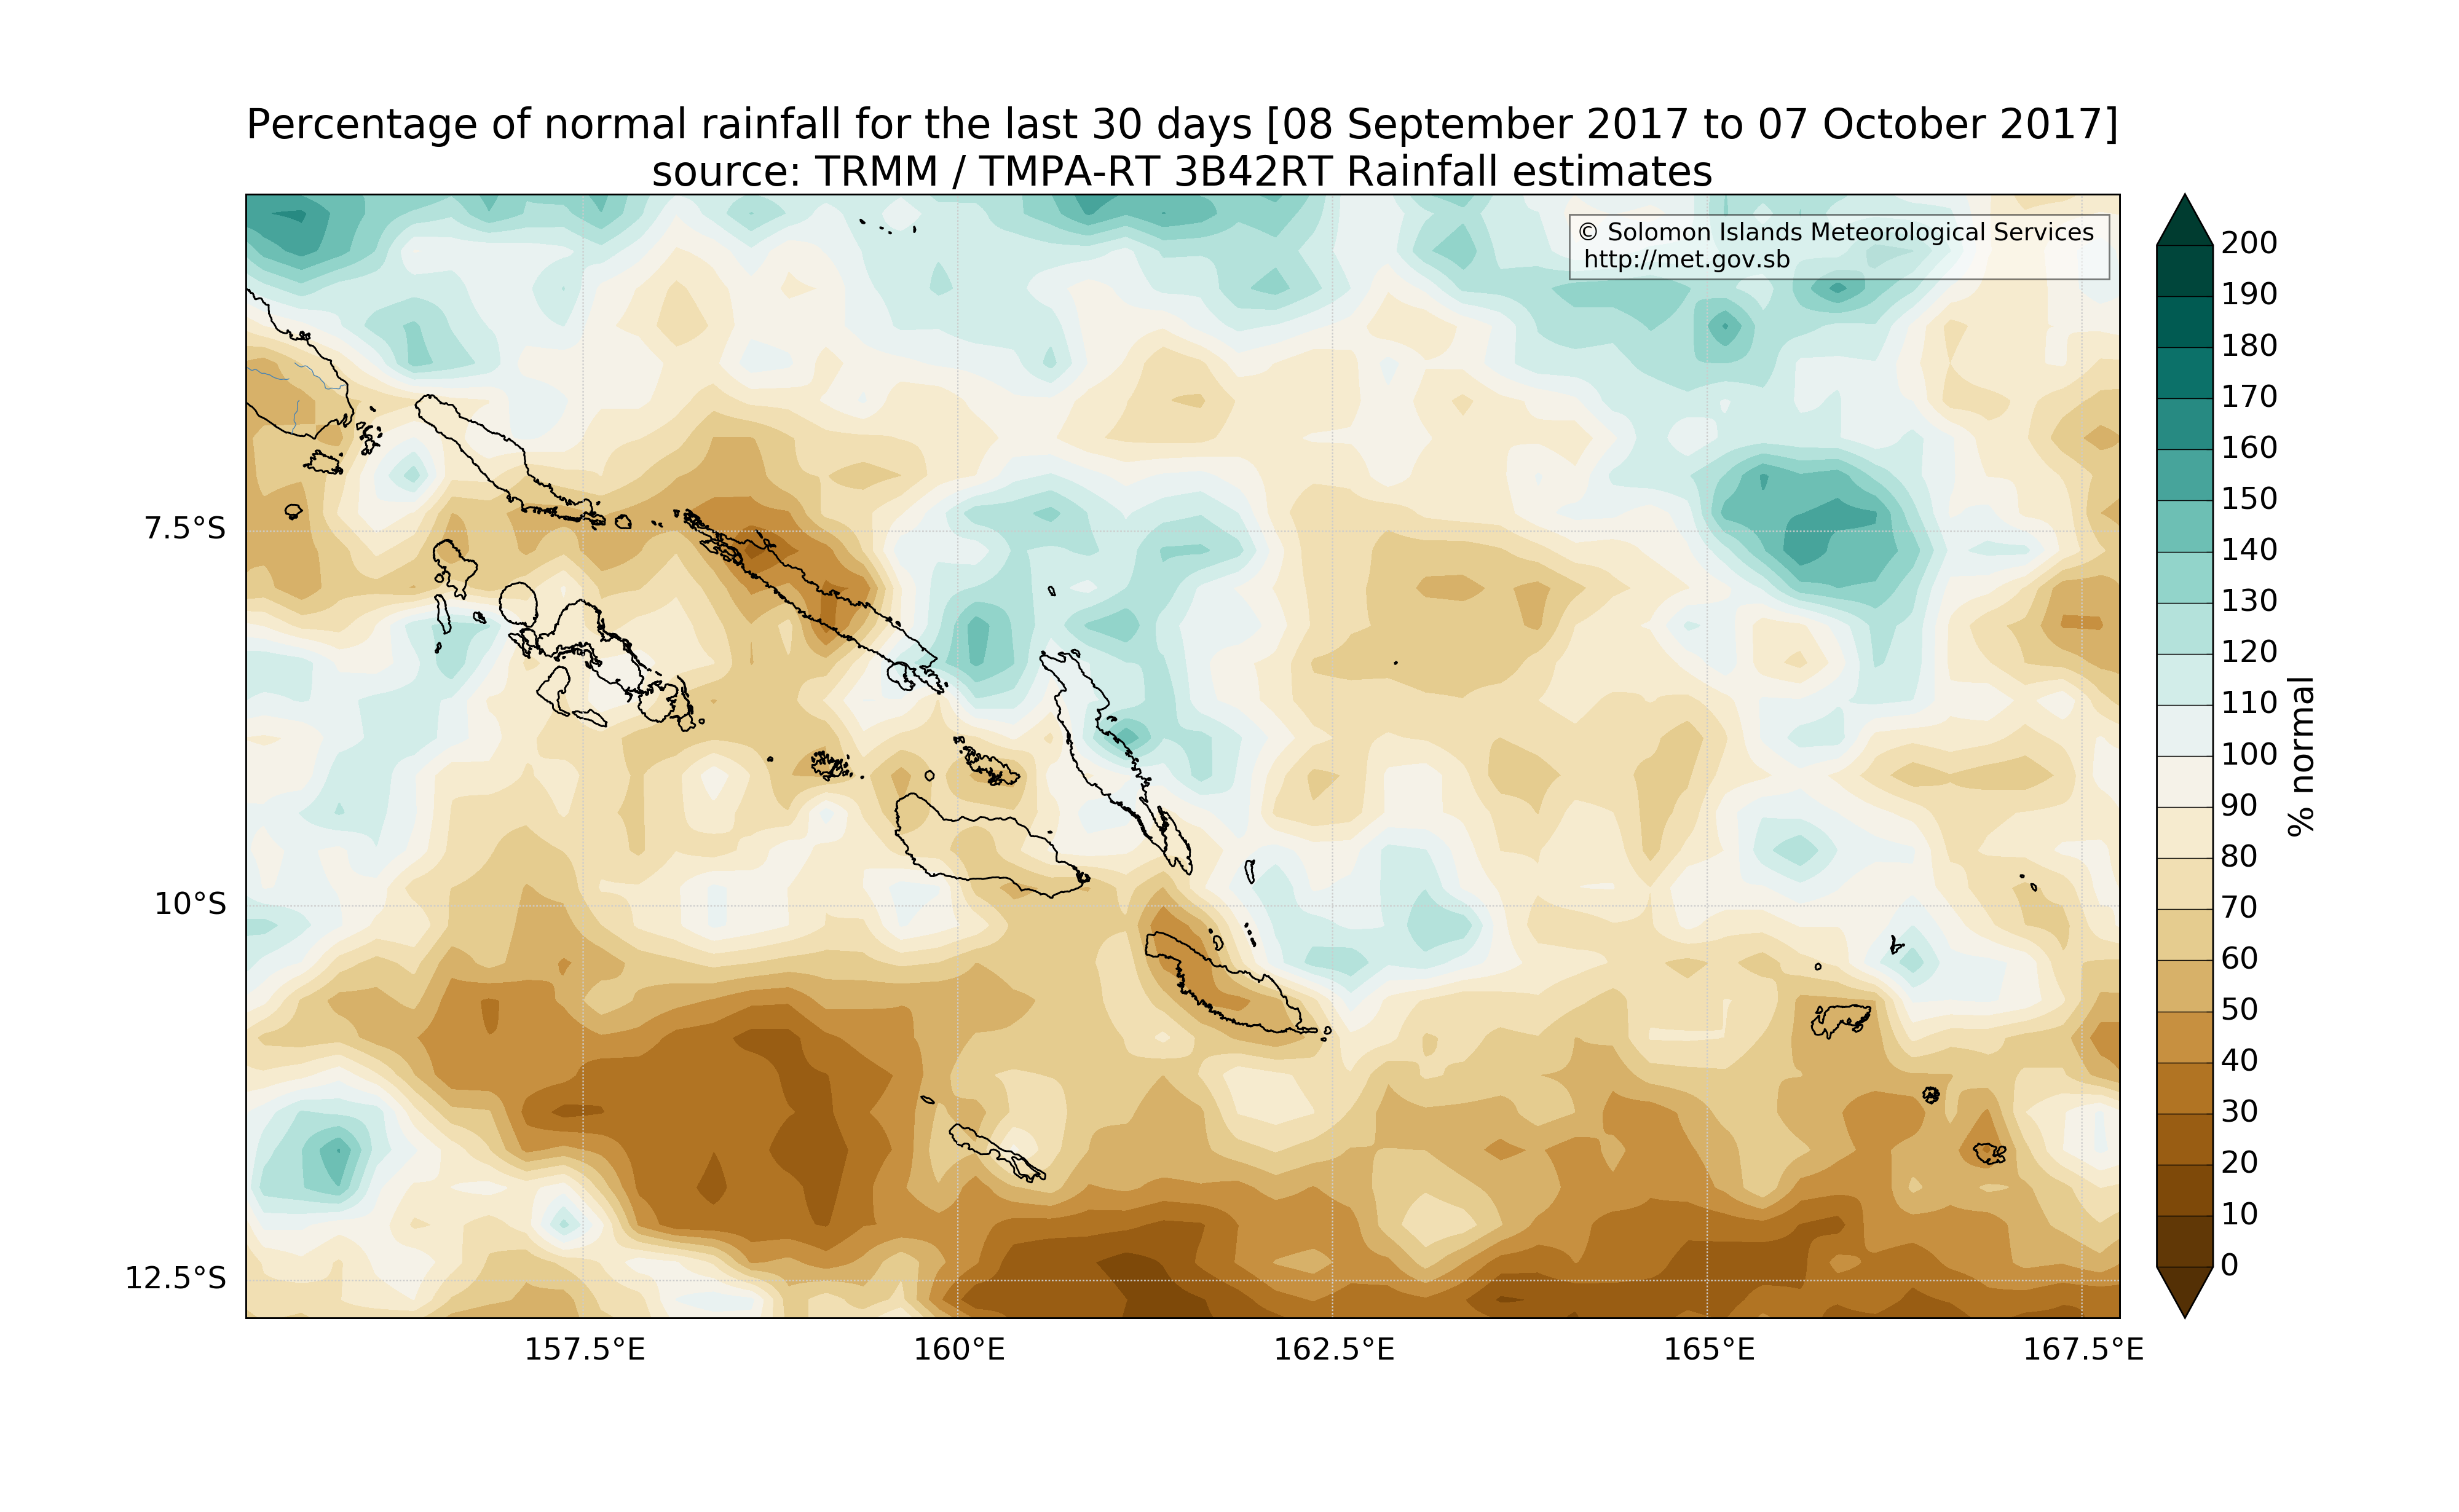 Percentage of normal rainfall for the last 30 days [08 September 2017 to 07 October 2017]
source: TRMM / TMPA-RT 3B42RT Rainfall estimates
© Solomon Islands Meteorological Services
http://met.gov.sb
7.5°S
10°S
12.5°S
157.5°E
160°E
162.5°E
165°E
167.5°E
200
190
180
170
160
150
140
130
120
110
100
90
80
70
60
50
40
30
20
10
0
% normal